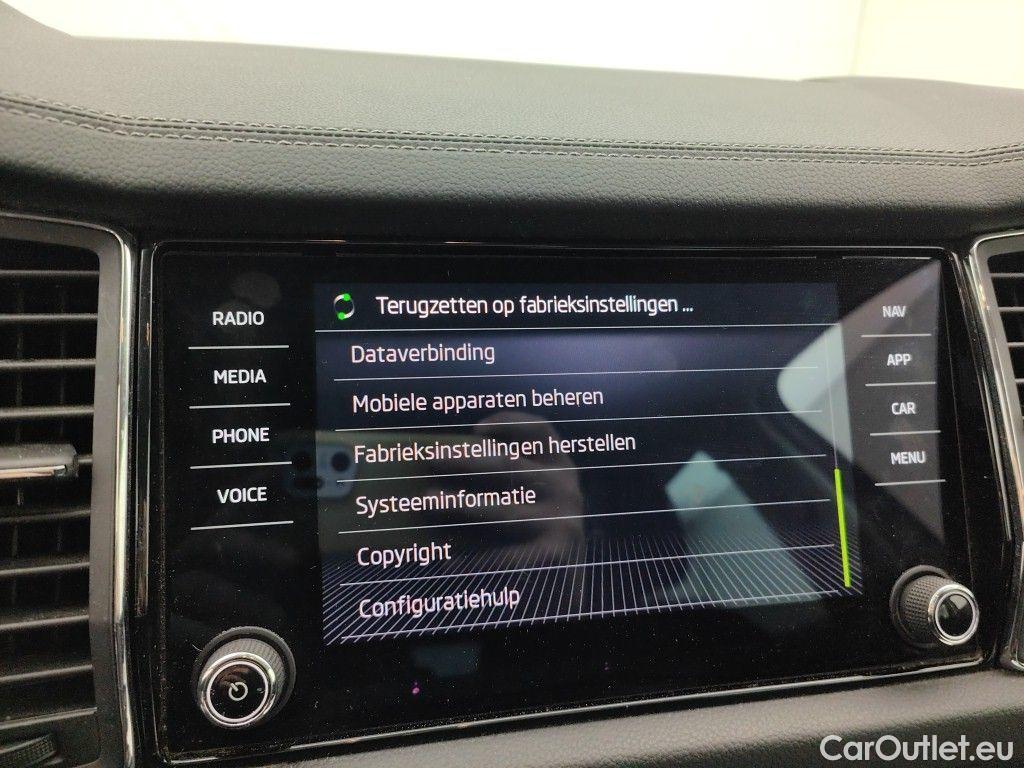 RADIO
MEDIA
PHONE
VOICE
Terugzetten op fabrieksinstellingen ...
Dataverbinding
Mobiele apparaten beheren
Fabrieksinstellingen herstellen
Systeeminformatie
Copyright
Configuratiehulp
NAV
APP
CAR
MENU
CarOutlet.eu